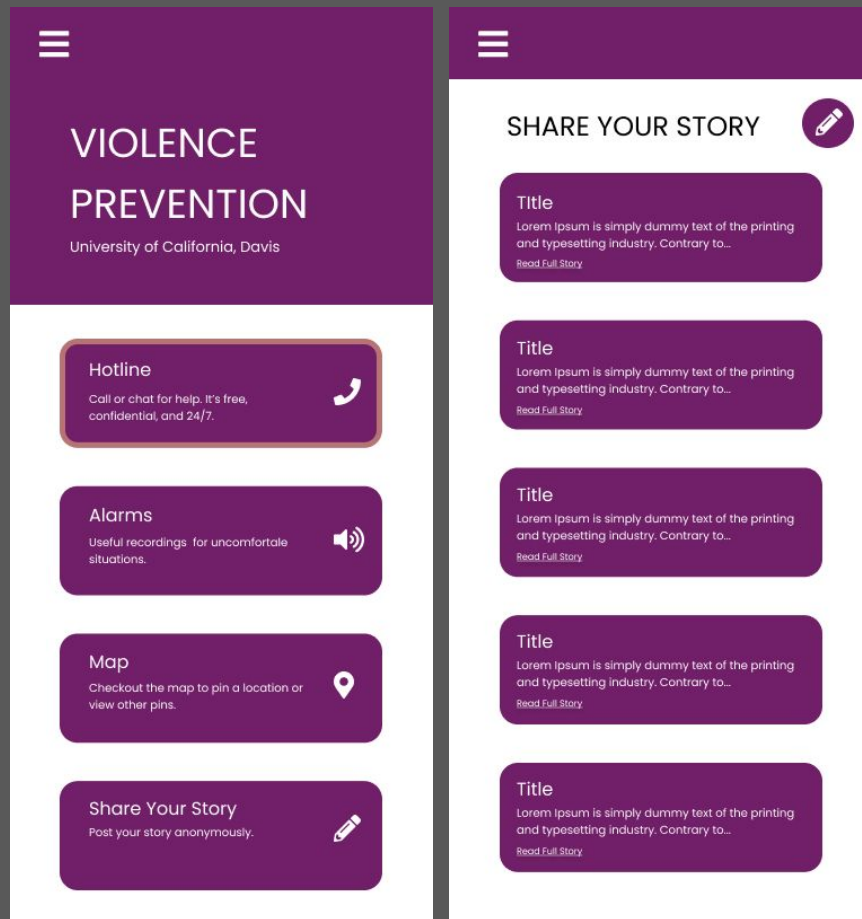 VIOLENCE
PREVENTION
University of California, Davis
Hotline
Call or chat for help. It's free,
confidential, and 24/7.
Alarms
Useful recordings for uncomfortale
situations.
Map
Checkout the map to pin a location or
view other pins.
Share Your Story
Post your story anonymously.
SHARE YOUR STORY
TItle
Lorem Ipsum is simply dummy text of the printing
and typesetting industry. Contrary to...
Read Full Story
Title
Lorem Ipsum is simply dummy text of the printing
and typesetting industry. Contrary to...
Read Full Story
Title
Lorem Ipsum is simply dummy text of the printing
and typesetting industry. Contrary to...
Read Full Story
Title
Lorem Ipsum is simply dummy text of the printing
and typesetting industry. Contrary to...
Read Full Story
Title
Lorem Ipsum is simply dummy text of the printing
and typesetting industry. Contrary to...
Read Full Story